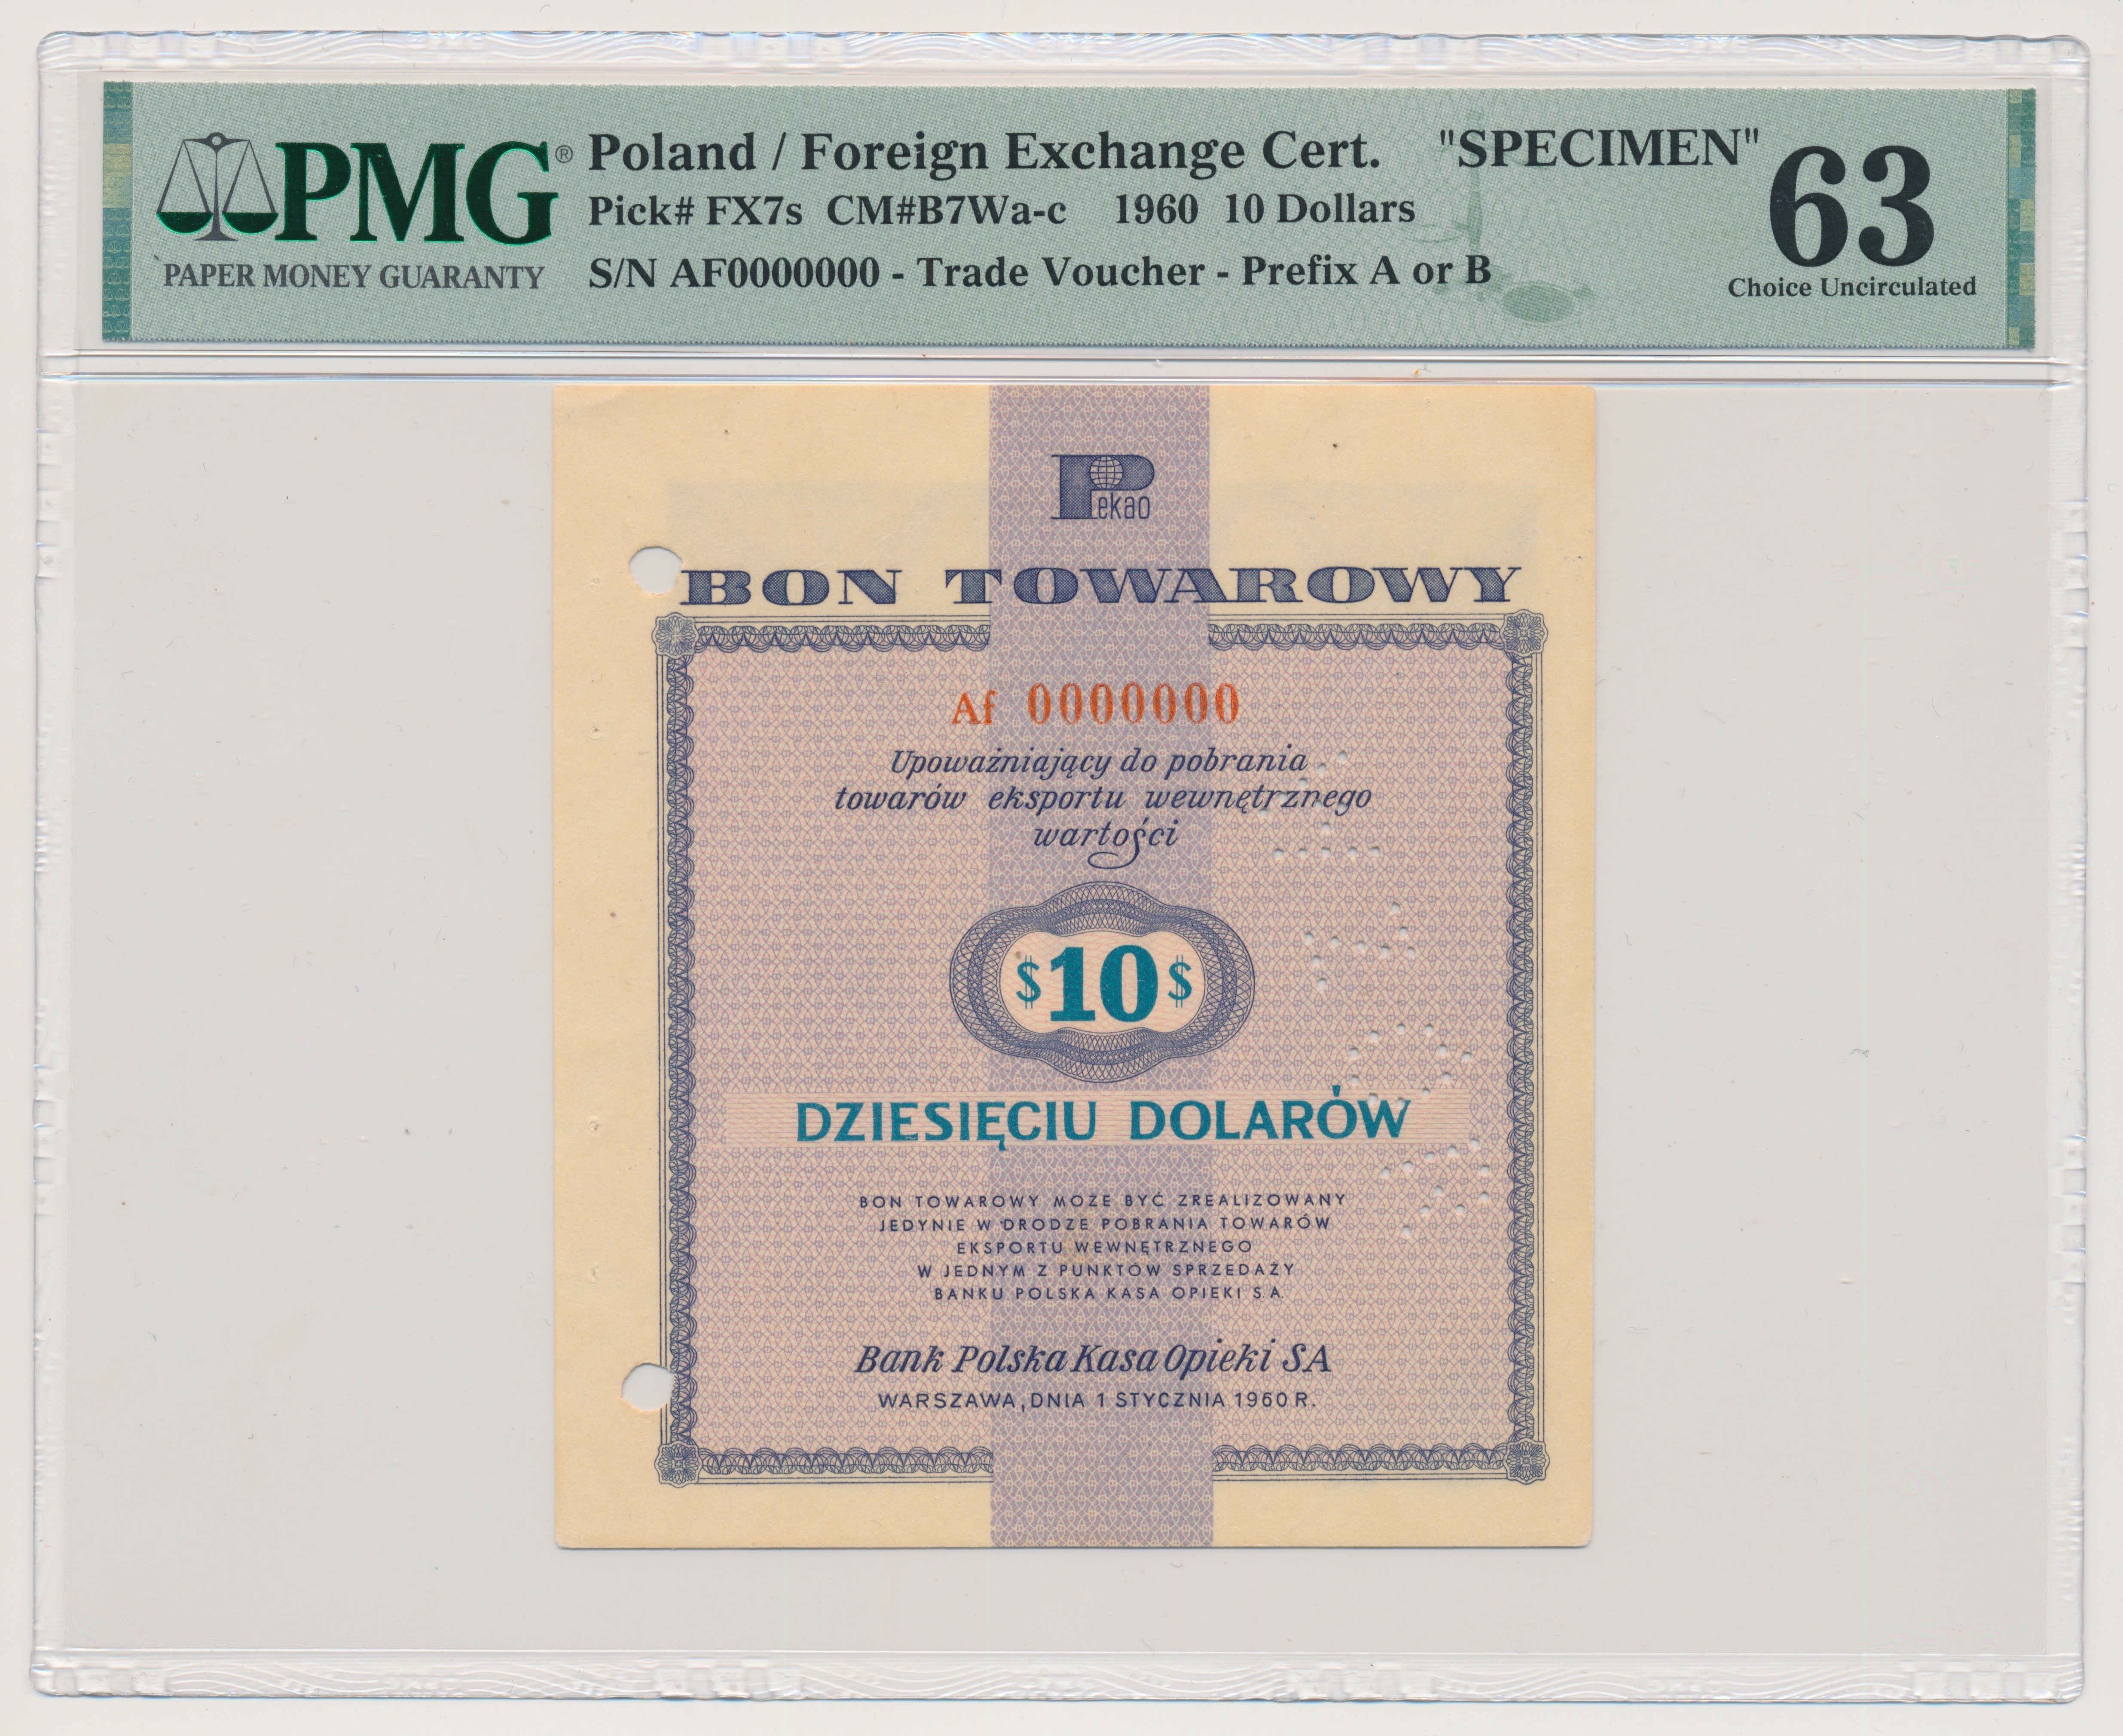 PMG®
PAPER MONEY GUARANTY
Poland / Foreign Exchange Cert. "SPECIMEN"
Pick# FX7s CM#B7Wa-c 1960 10 Dollars
S/N AF0000000 - Trade Voucher - Prefix A or B
63
Choice Uncirculated
Pekao
BON TOWAROWY
Af 0000000
Upoważniający do pobrania
towarów eksportu wewnętrznego
wartości
$10$
DZIESIĘCIU DOLARÓW
BON TOWAROWY MOŻE BYĆ ZREALIZOWANY
JEDYNIE W DRODZE POBRANIA TOWARÓW
EKSPORTU WEWNĘTRZNEGO
W JEDNYM Z PUNKTÓW SPRZEDAŻY
BANKU POLSKA KASA OPIEKI S.A.
Bank Polska Kasa Opieki SA
WARSZAWA, DNIA 1 STYCZNIA 1960 R.